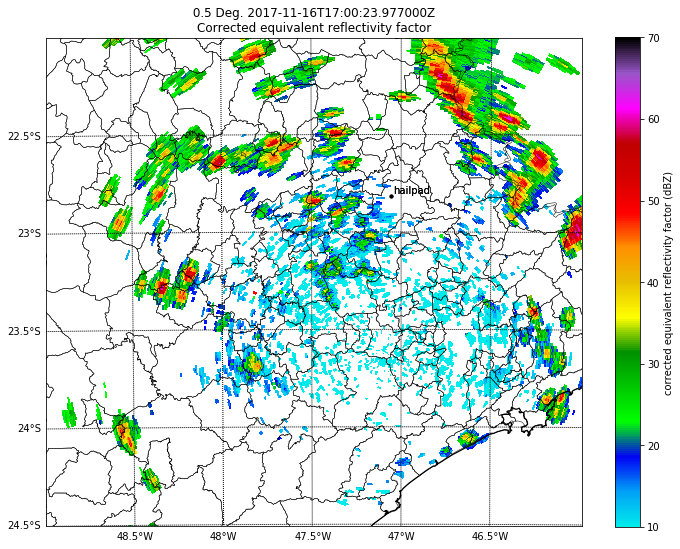 0.5 Deg. 2017-11-16T17:00:23.977000Z
Corrected equivalent reflectivity factor
hailpad
22.5°S
23°S
23.5°S
24°S
24.5°S
48.5°W
48°W
47.5°W
47°W
46.5°W
70
60
50
40
30
20
10
corrected equivalent reflectivity factor (dBZ)